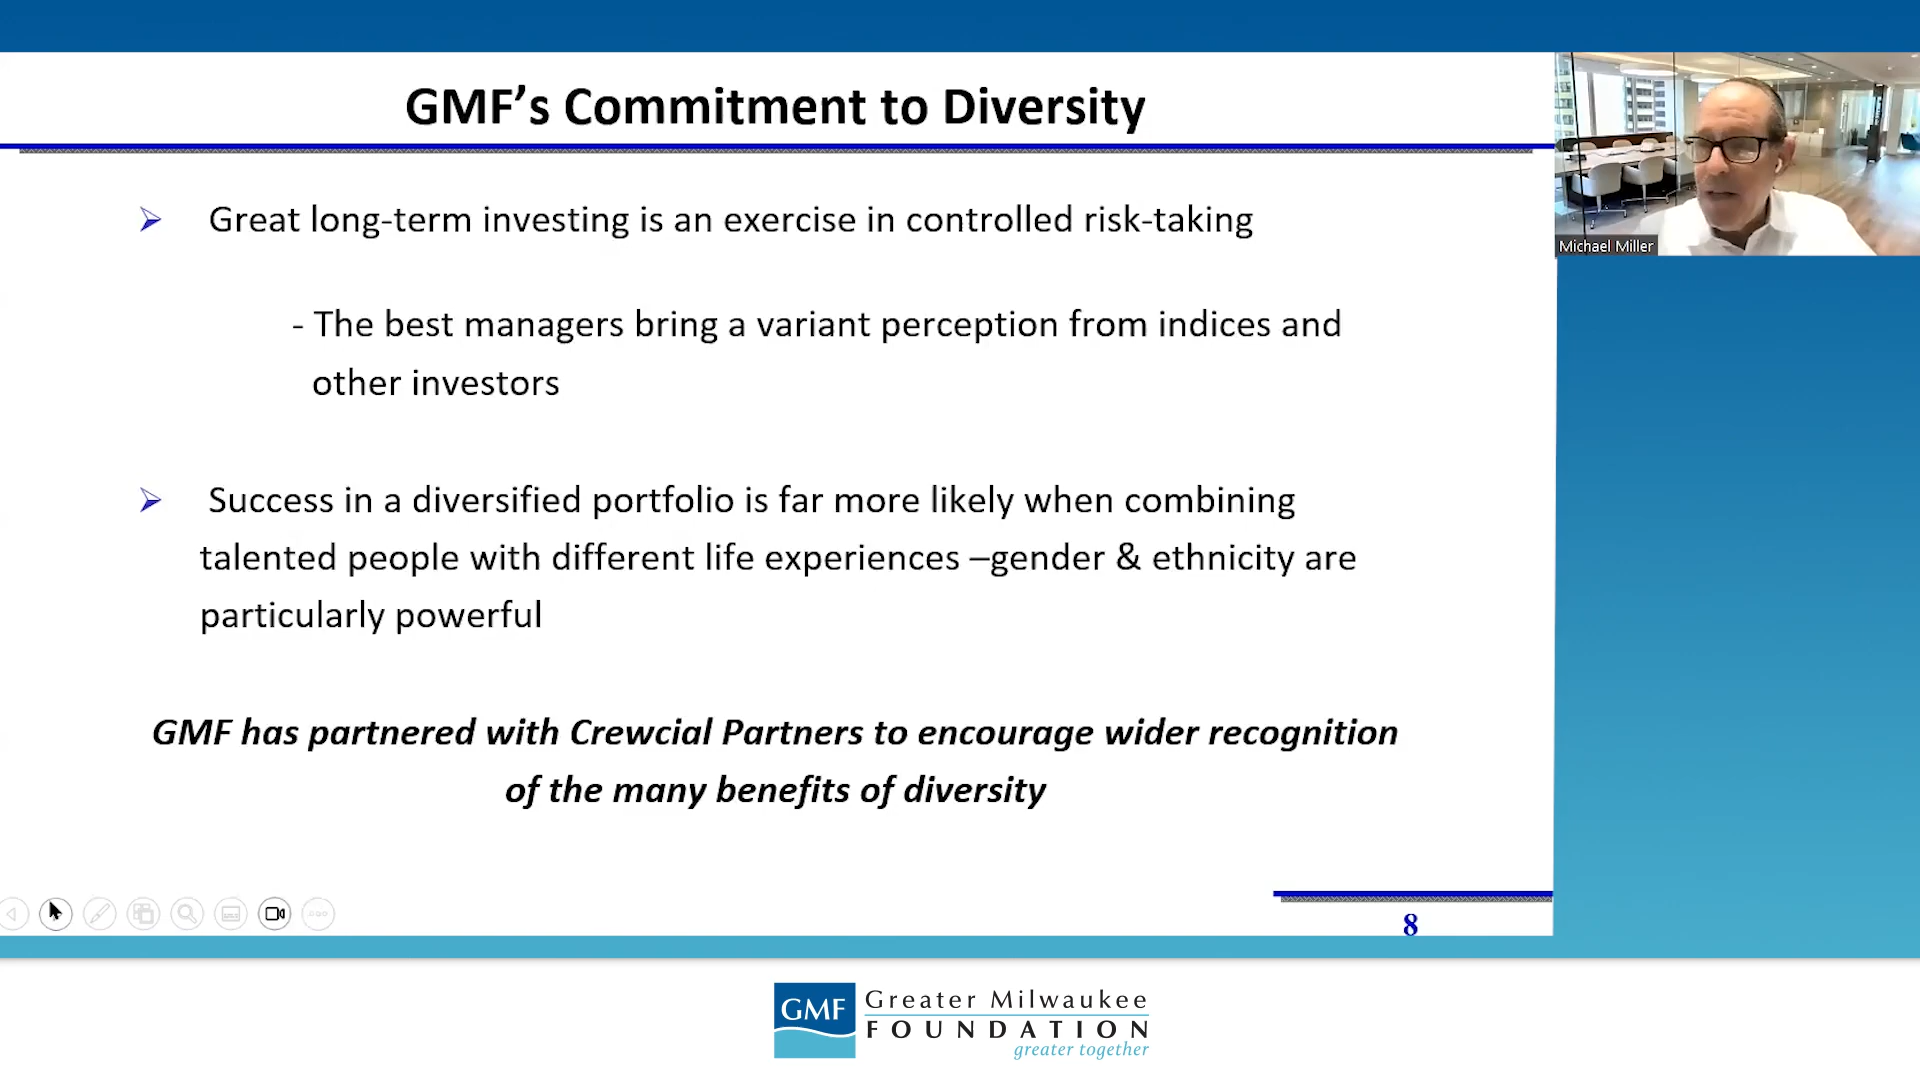 GMF's Commitment to Diversity
Michael Miller
Great long-term investing is an exercise in controlled risk-taking
- The best managers bring a variant perception from indices and
other investors
Success in a diversified portfolio is far more likely when combining
talented people with different life experiences –gender & ethnicity are
particularly powerful
GMF has partnered with Crewcial Partners to encourage wider recognition
of the many benefits of diversity
8
GMF
Greater Milwaukee
FOUNDATION
greater together